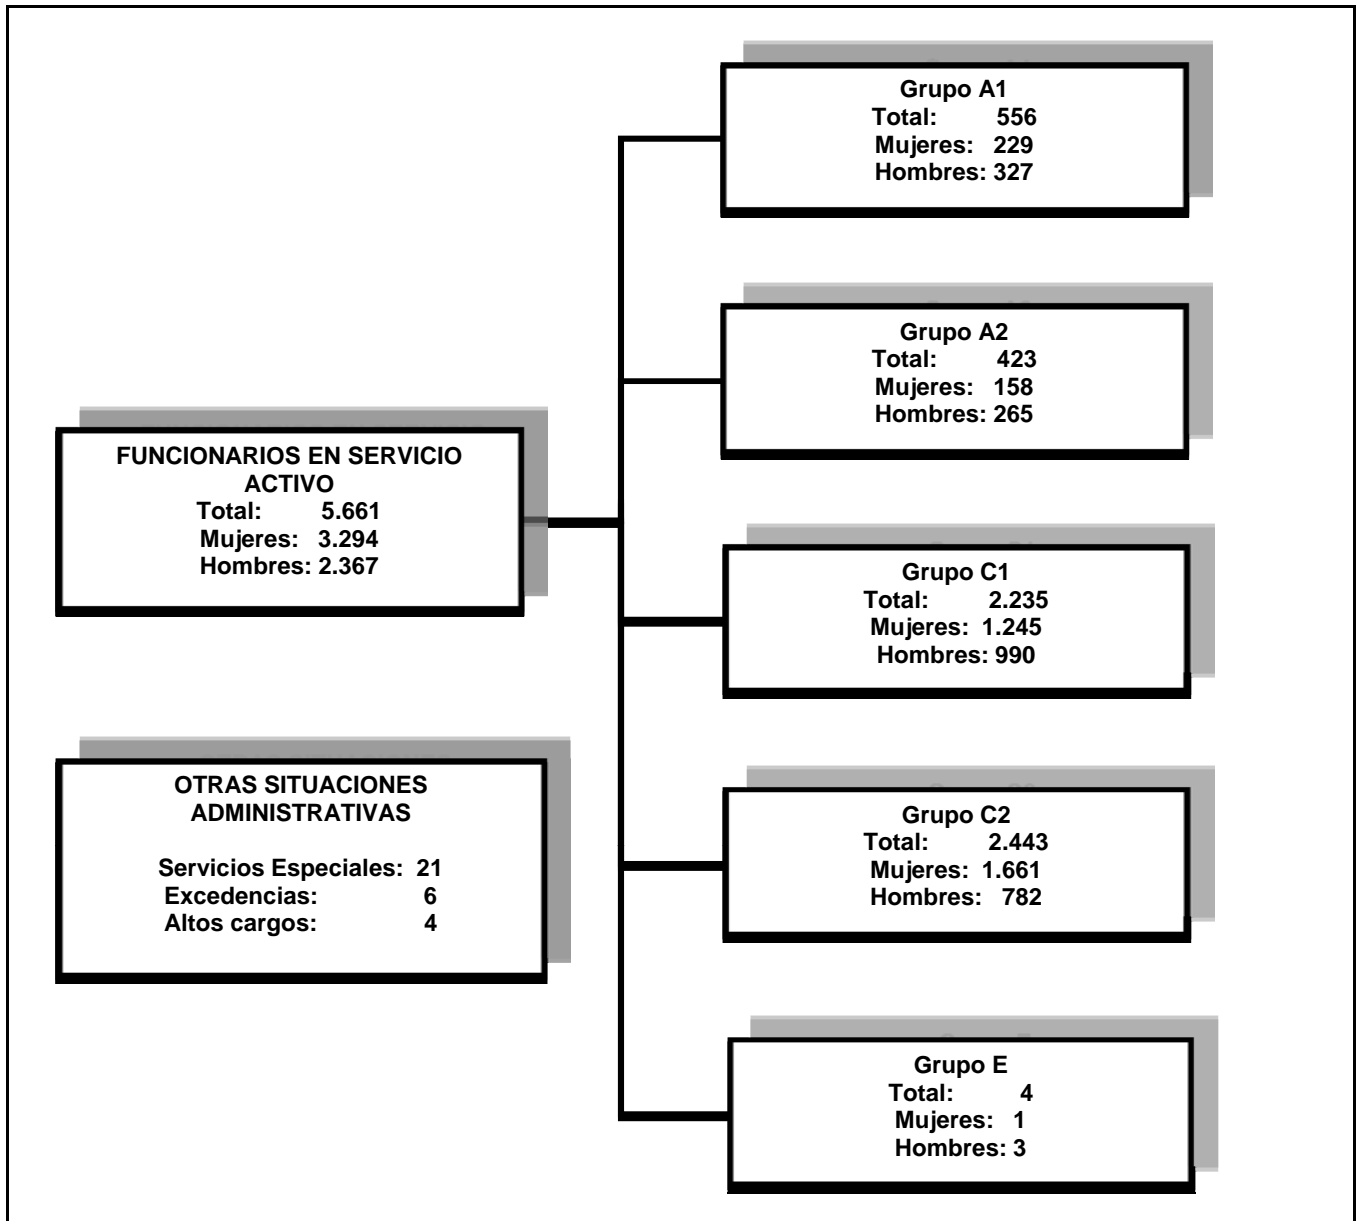 FUNCIONARIOS EN SERVICIO
ACTIVO
Total: 5.661
Mujeres: 3.294
Hombres: 2.367
OTRAS SITUACIONES
ADMINISTRATIVAS
Servicios Especiales: 21
Excedencias: 6
Altos cargos: 4
Grupo A1
Total: 556
Mujeres: 229
Hombres: 327
Grupo A2
Total: 423
Mujeres: 158
Hombres: 265
Grupo C1
Total: 2.235
Mujeres: 1.245
Hombres: 990
Grupo C2
Total: 2.443
Mujeres: 1.661
Hombres: 782
Grupo E
Total: 4
Mujeres: 1
Hombres: 3